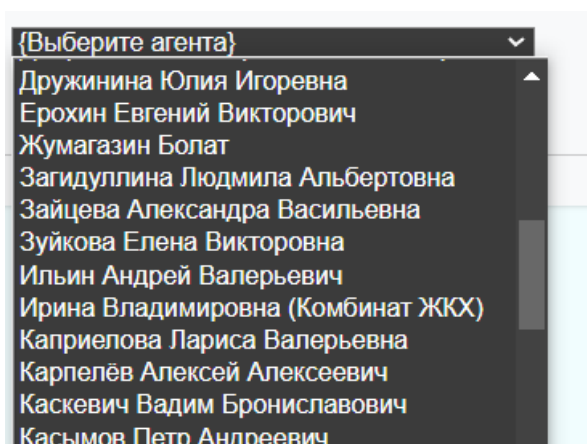 {Выберите агента}
Дружинина Юлия Игоревна
Ерохин Евгений Викторович
Жумагазин Болат
Загидуллина Людмила Альбертовна
Зайцева Александра Васильевна
Зуйкова Елена Викторовна
Ильин Андрей Валерьевич
Ирина Владимировна (Комбинат ЖКХ)
Каприелова Лариса Валерьевна
Карпелёв Алексей Алексеевич
Каскевич Вадим Брониславович
Касымов Петр Андреевич